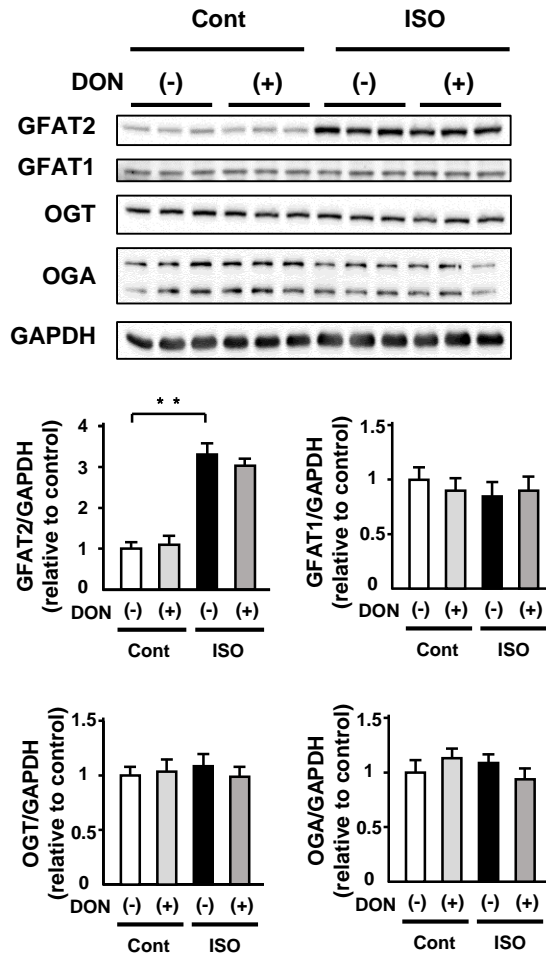 Cont ISO
DON (-) (+) (-) (+)
GFAT2
GFAT1
OGT
OGA
GAPDH
GFAT2/GAPDH
(relative to control)
4
3
2
1
0
* *
DON (-) (+) (-) (+)
Cont ISO
GFAT1/GAPDH
(relative to control)
1.5
1
0.5
0
DON (-) (+) (-) (+)
Cont ISO
OGT/GAPDH
(relative to control)
1.5
1
0.5
0
DON (-) (+) (-) (+)
Cont ISO
OGA/GAPDH
(relative to control)
1.5
1
0.5
0
DON (-) (+) (-) (+)
Cont ISO